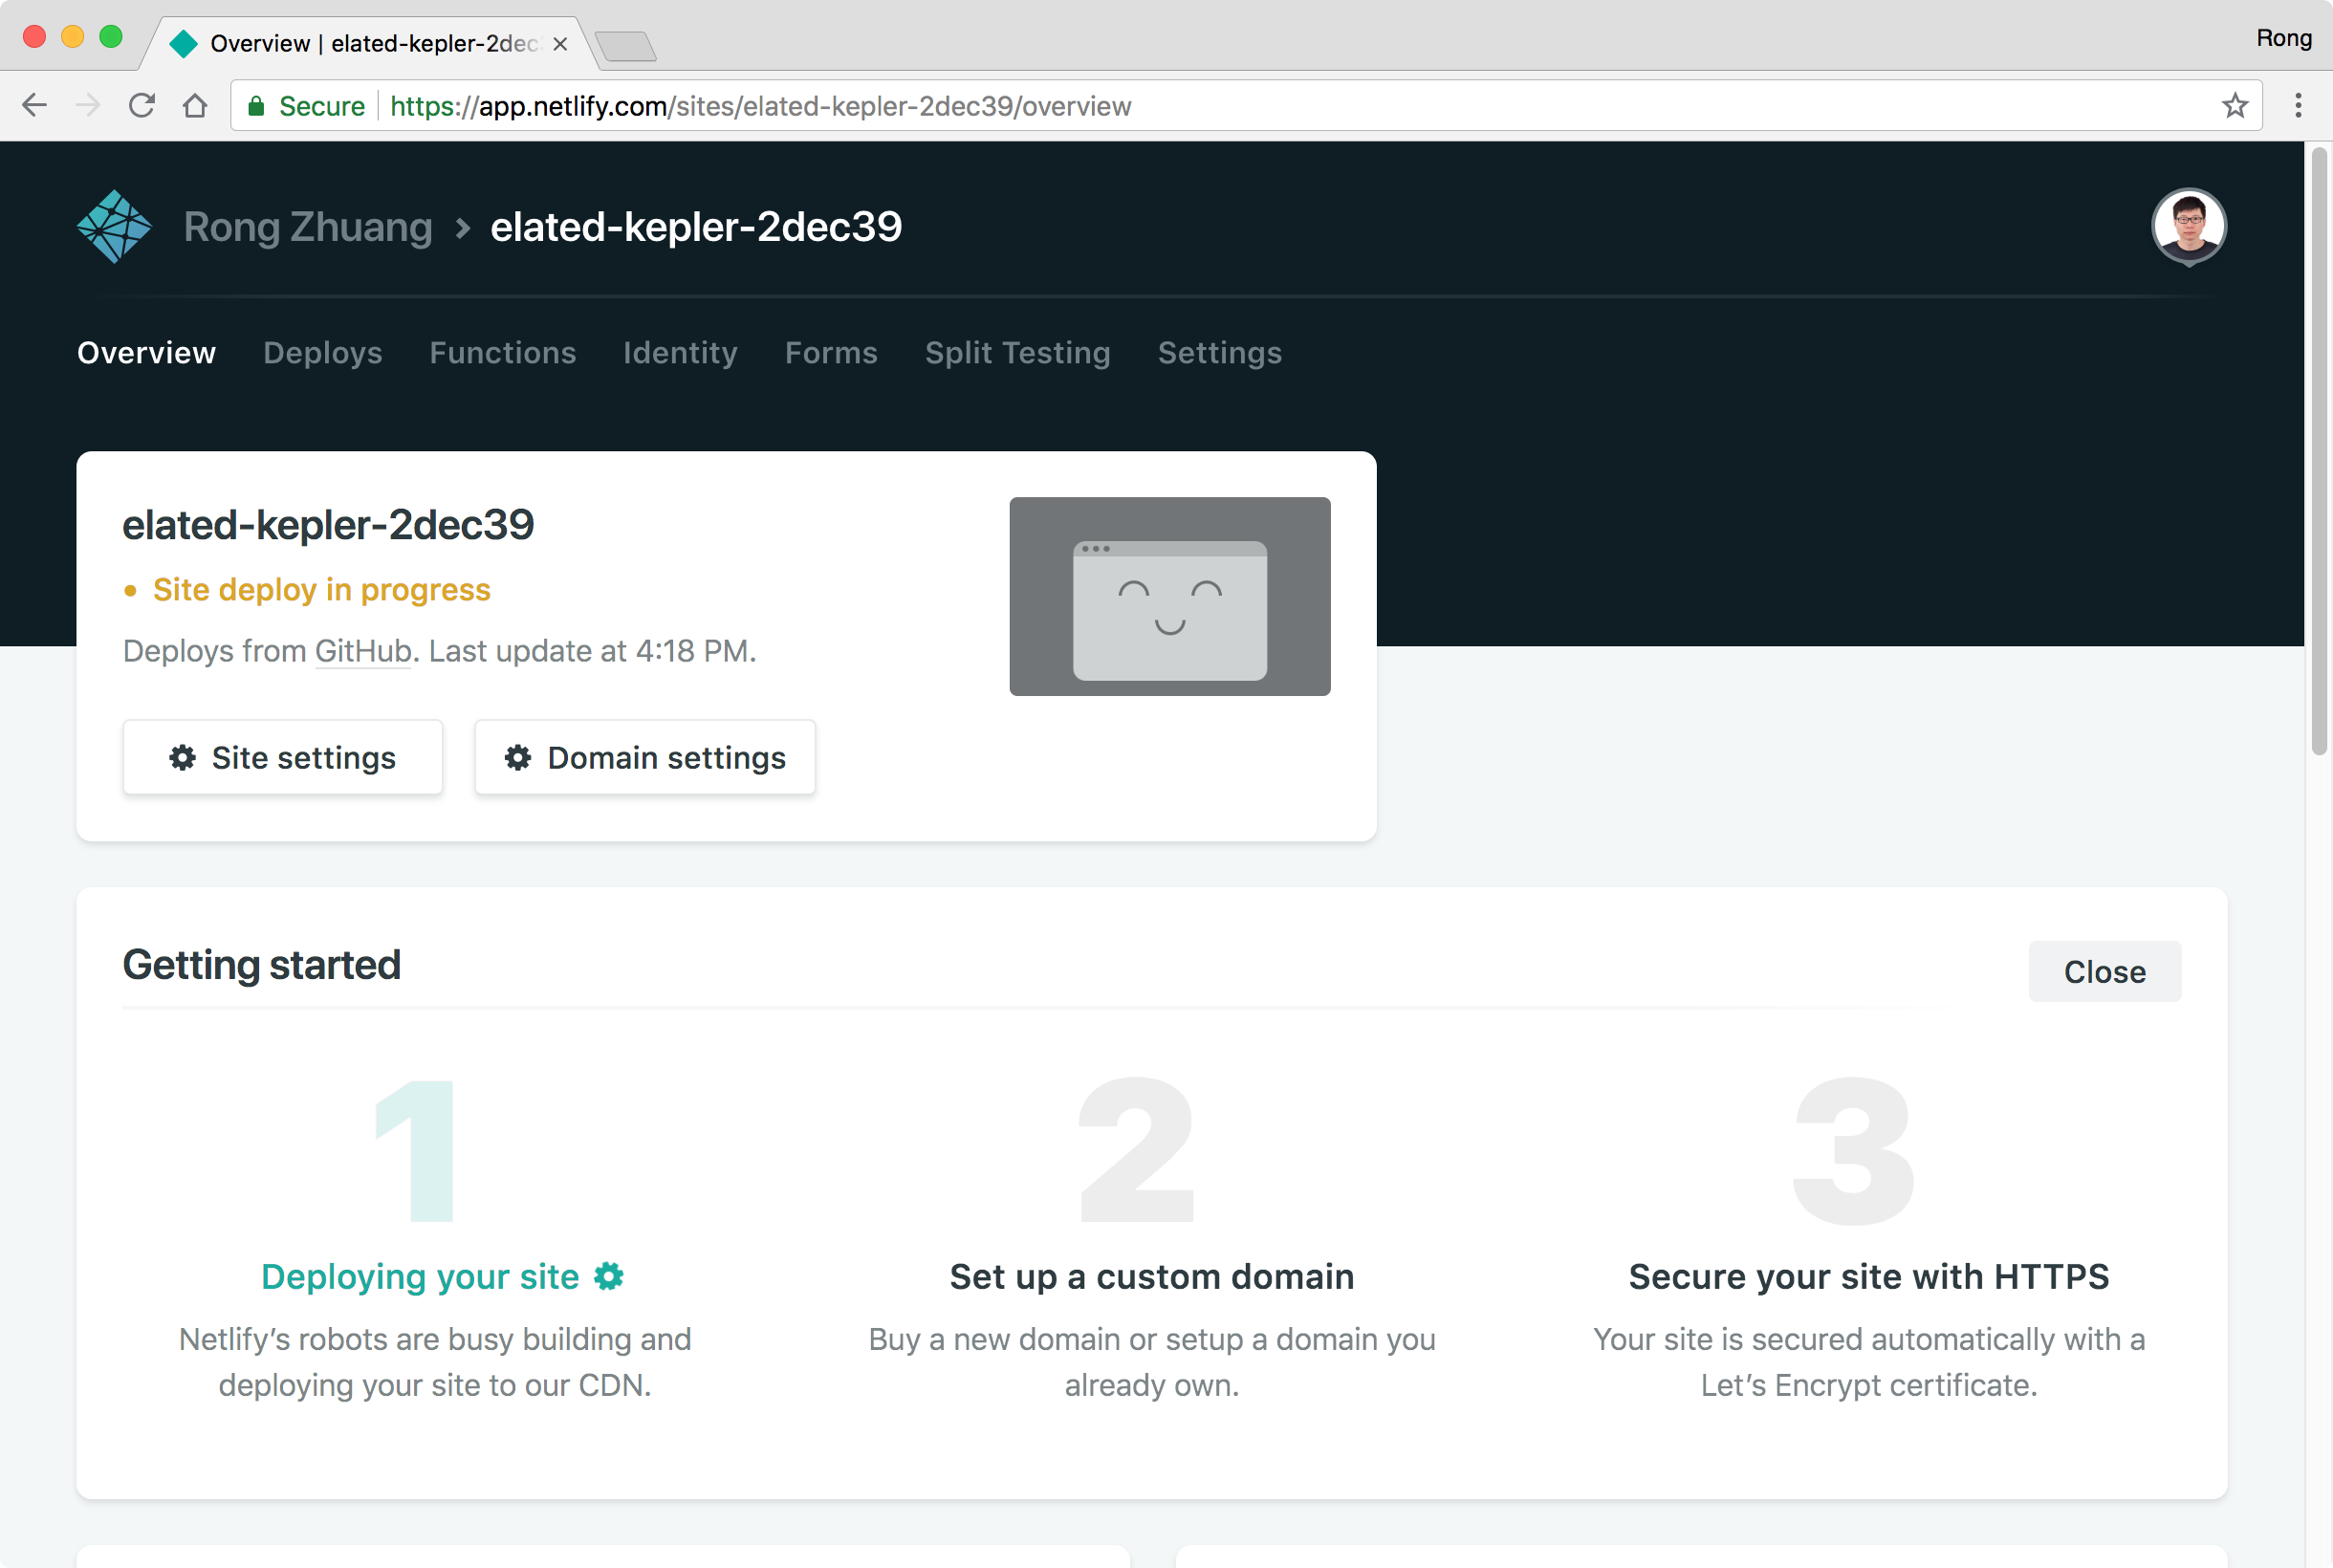 Overview | elated-kepler-2dec
Rong
Secure
https://app.netlify.com/sites/elated-kepler-2dec39/overview
Rong Zhuang > elated-kepler-2dec39
Overview Deploys Functions Identity Forms Split Testing Settings
elated-kepler-2dec39
Site deploy in progress
Deploys from GitHub. Last update at 4:18 PM.
Site settings
Domain settings
Getting started
Close
1
Deploying your site
Netlify’s robots are busy building and
deploying your site to our CDN.
2
Set up a custom domain
Buy a new domain or setup a domain you
already own.
3
Secure your site with HTTPS
Your site is secured automatically with a
Let’s Encrypt certificate.